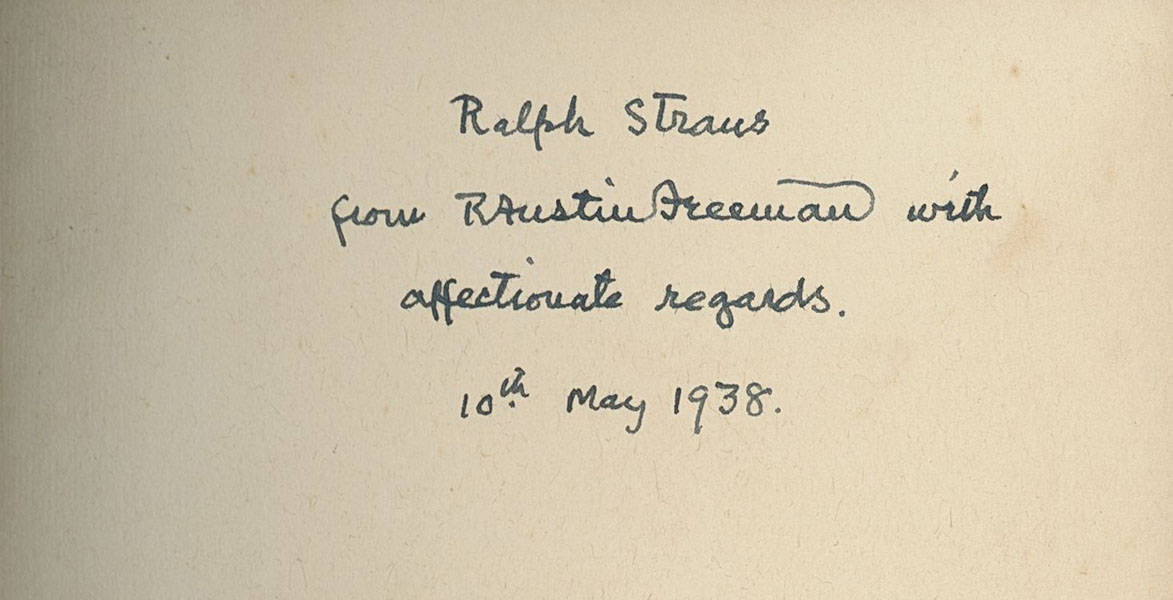 Ralph Straus
from R Austin Freeman with
affectionate regards.
10th May 1938.